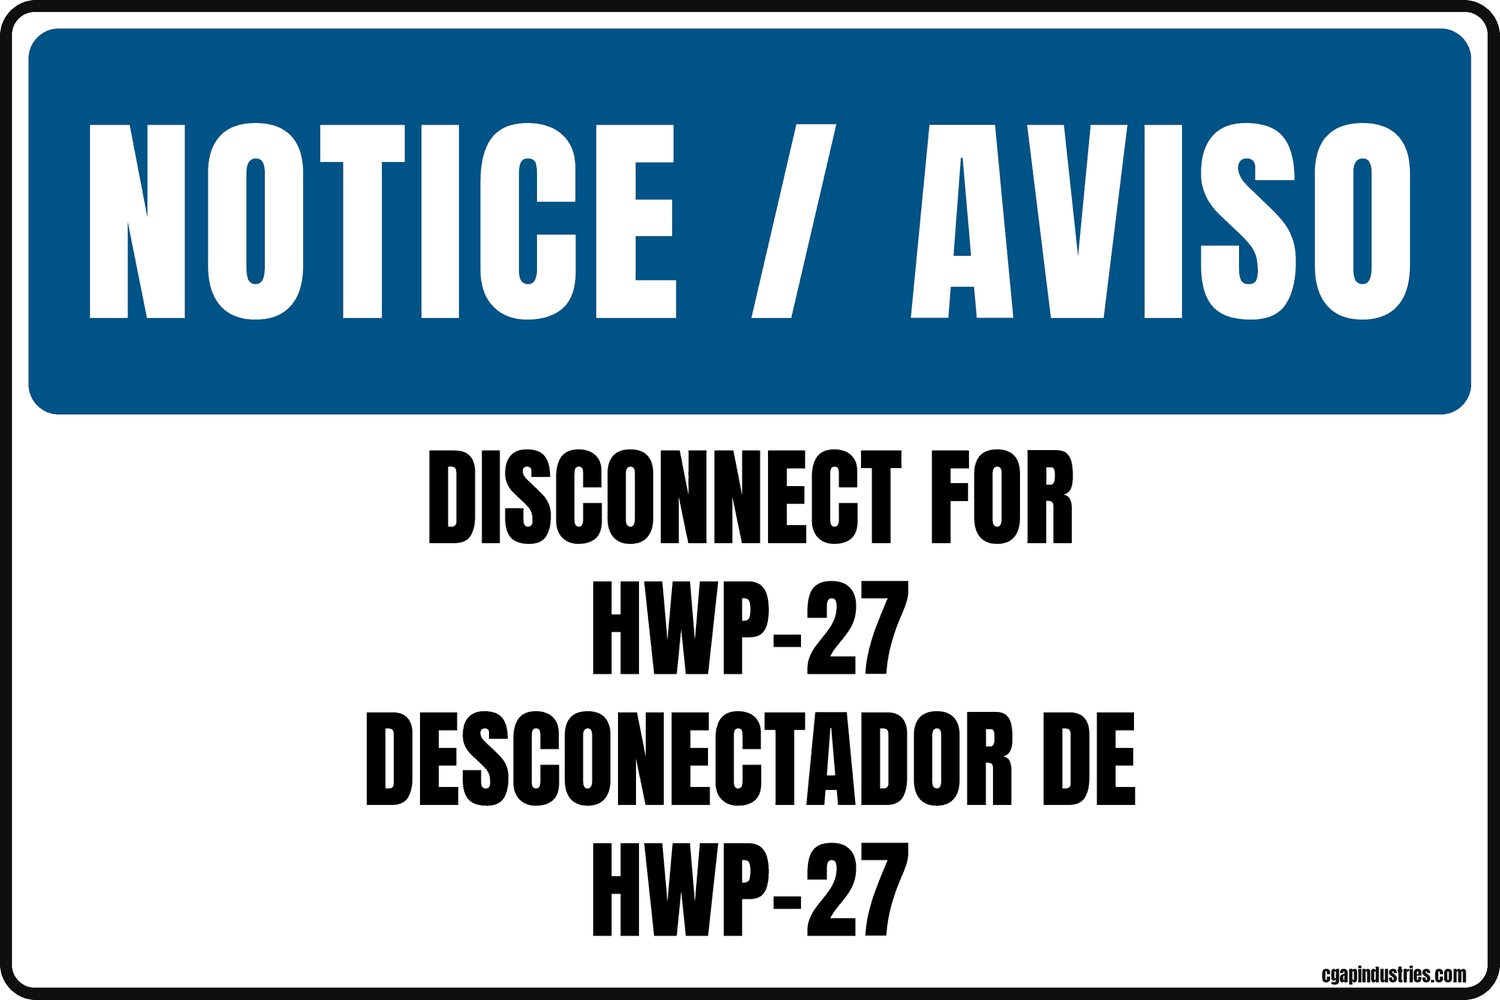 NOTICE / AVISO
DISCONNECT FOR
HWP-27
DESCONECTADOR DE
HWP-27
cgapindustries.com